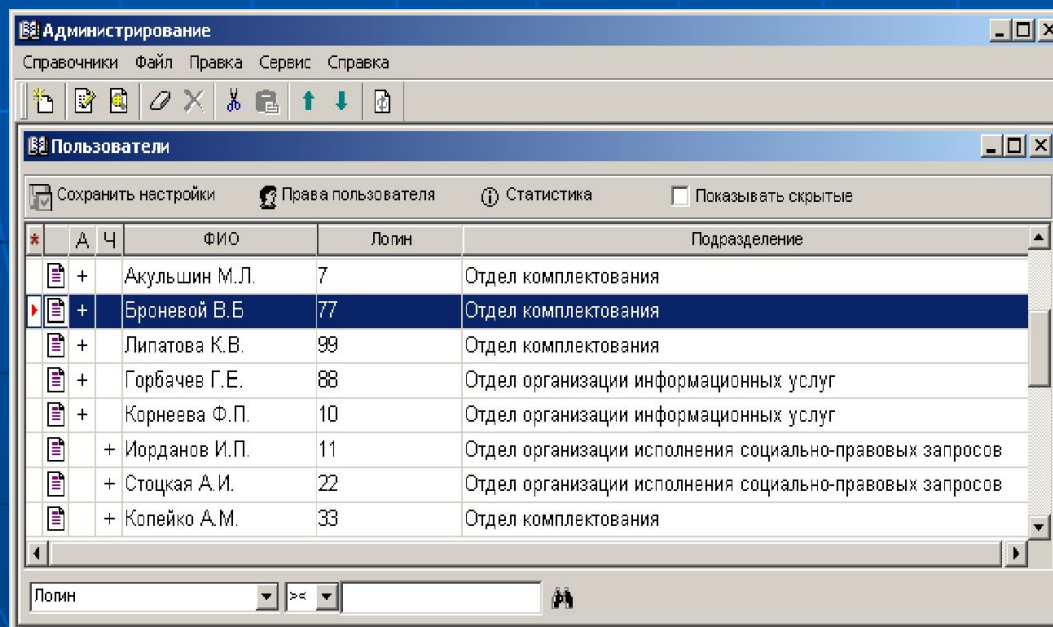 Администрирование
Справочники Файл Правка Сервис Справка
Пользователи
Сохранить настройки Права пользователя Статистика Показывать скрытые
* А Ч ФИО Логин Подразделение
+ Акульшин М.Л. 7 Отдел комплектования
+ Броневой В.Б 77 Отдел комплектования
+ Липатова К.В. 99 Отдел комплектования
+ Горбачев Г.Е. 88 Отдел организации информационных услуг
+ Корнеева Ф.П. 10 Отдел организации информационных услуг
+ Иорданов И.П. 11 Отдел организации исполнения социально-правовых запросов
+ Стоцкая А.И. 22 Отдел организации исполнения социально-правовых запросов
+ Копейко А.М. 33 Отдел комплектования
Логин ><